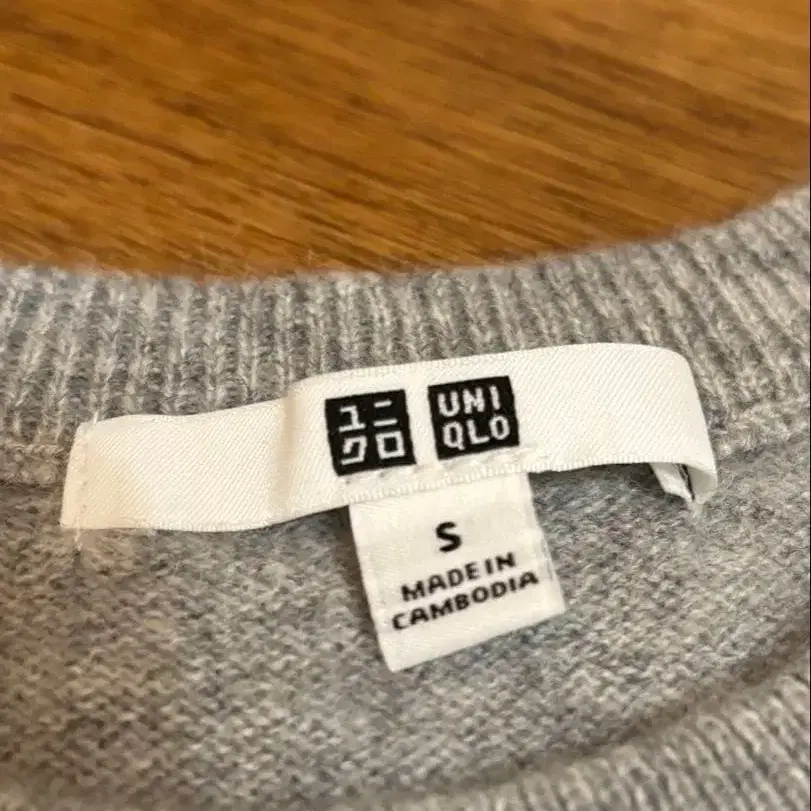 ユニ
クロ
UNI
QLO
S
MADE IN
CAMBODIA